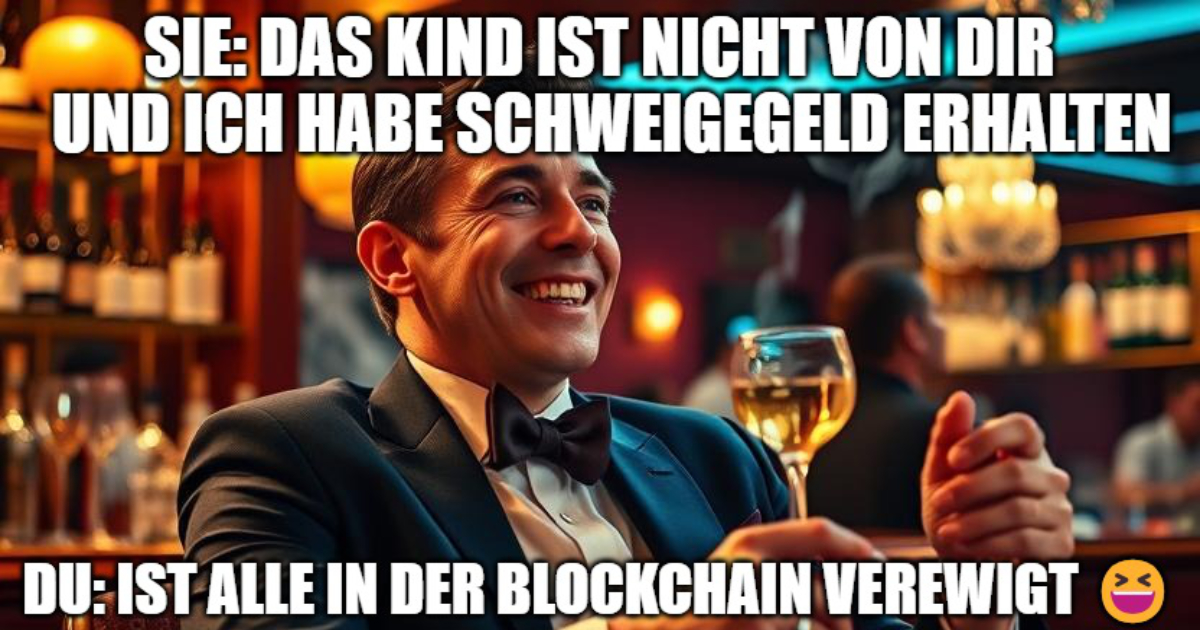 SIE: DAS KIND IST NICHT VON DIR
UND ICH HABE SCHWEIGEGELD ERHALTEN
DU: IST ALLE IN DER BLOCKCHAIN VEREWIGT 😆